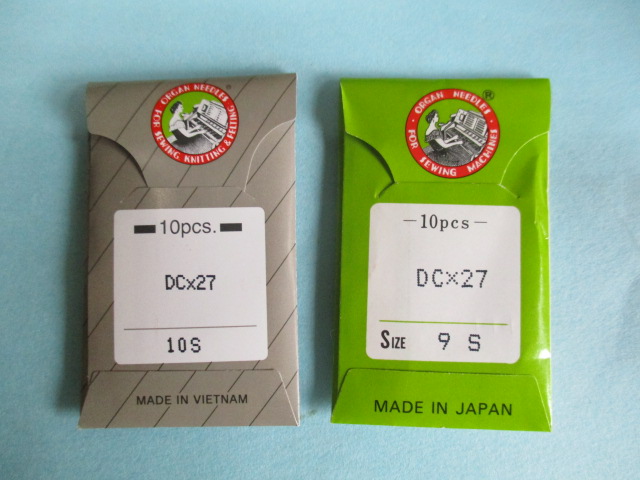 ORGAN NEEDLES
FOR SEWING, KNITTING & FELTING
10pcs.
DCx27
10S
MADE IN VIETNAM
ORGAN NEEDLES ®
FOR SEWING MACHINES
—10pcs—
DC×27
SIZE 9 S
MADE IN JAPAN